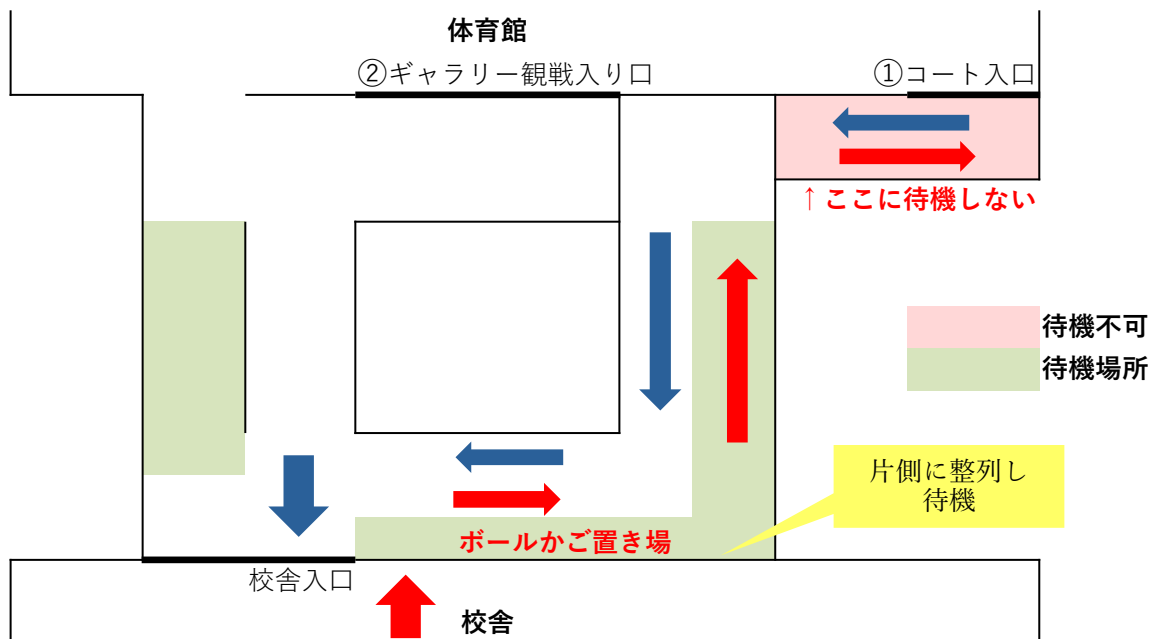 体育館
②ギャラリー観戦入り口
①コート入口
↑ここに待機しない
待機不可
待機場所
片側に整列し
待機
ボールかご置き場
校舎入口
校舎